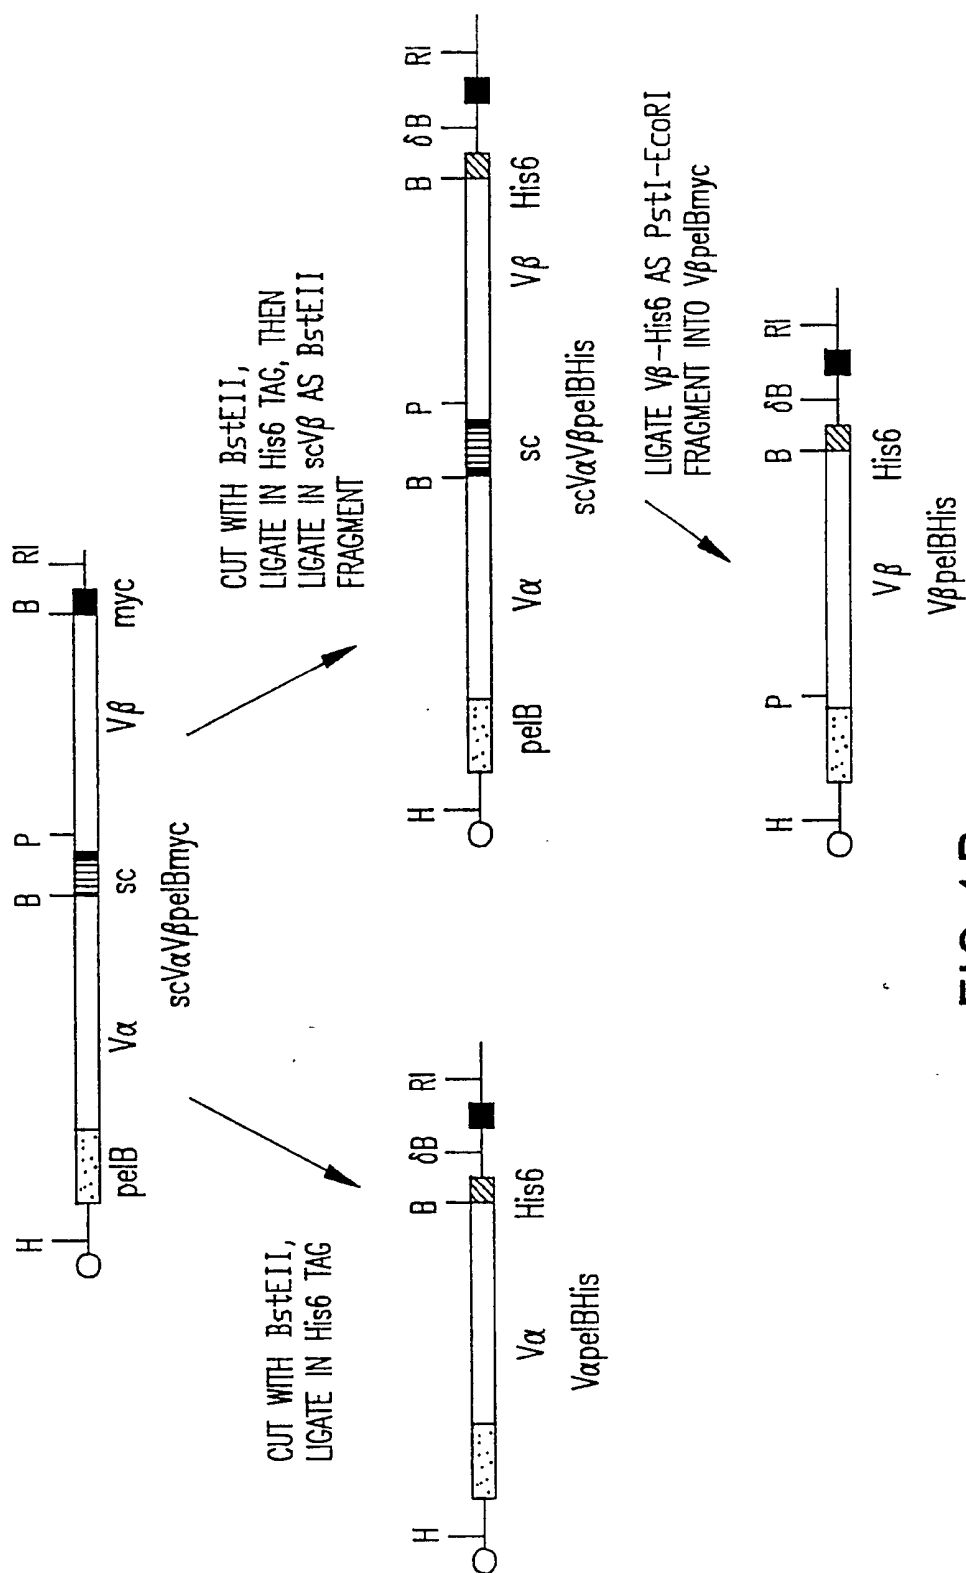 H B P B RI
pelB Vα sc Vβ myc
scVαVβpelBmyc
CUT WITH BstEII,
LIGATE IN His6 TAG
CUT WITH BstEII,
LIGATE IN His6 TAG, THEN
LIGATE IN scVβ AS BstEII
FRAGMENT
H B δB RI
Vα His6
VαpelBHis
H B P B δB RI
pelB Vα sc Vβ His6
scVαVβpelBHis
LIGATE Vβ-His6 AS PstI-EcoRI
FRAGMENT INTO VβpelBmyc
H P B δB RI
Vβ His6
VβpelBHis